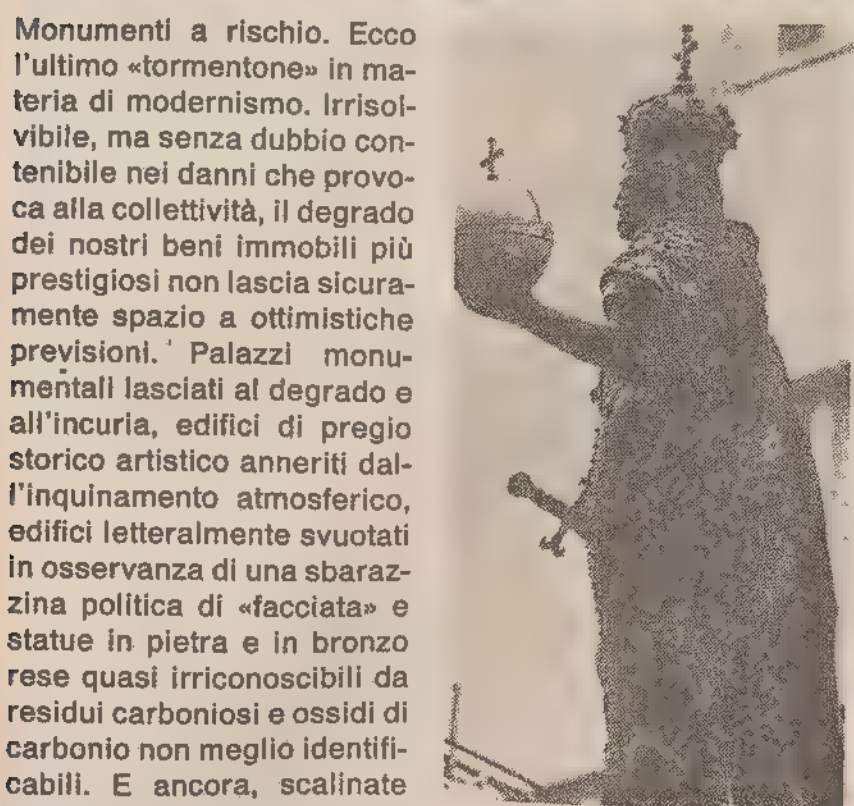 Monumenti a rischio. Ecco
l'ultimo «tormentone» in ma-
teria di modernismo. Irrisol-
vibile, ma senza dubbio con-
tenibile nei danni che provo-
ca alla collettività, il degrado
dei nostri beni immobili più
prestigiosi non lascia sicura-
mente spazio a ottimistiche
previsioni. Palazzi monu-
mentali lasciati al degrado e
all'incuria, edifici di pregio
storico artistico anneriti dal-
l'inquinamento atmosferico,
edifici letteralmente svuotati
in osservanza di una sbaraz-
zina politica di «facciata» e
statue in pietra e in bronzo
rese quasi irriconoscibili da
residui carboniosi e ossidi di
carbonio non meglio identifi-
cabili. E ancora, scalinate